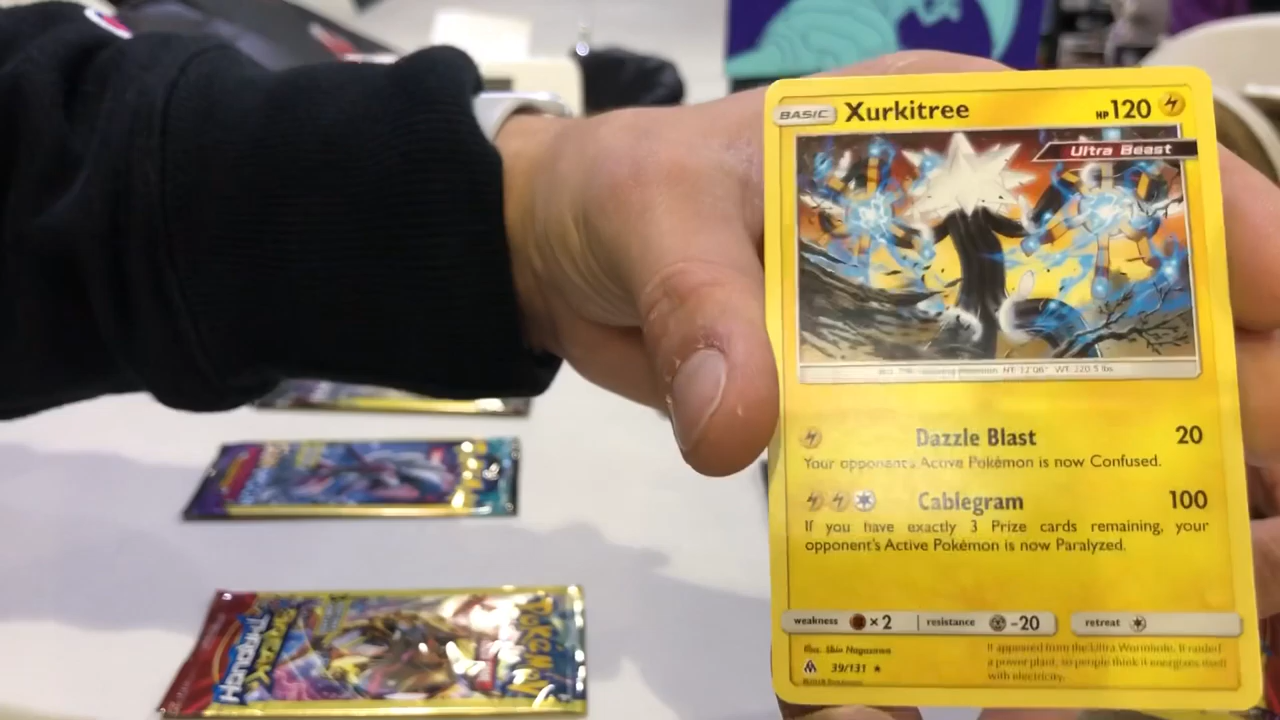 BASIC Xurkitree HP120
Ultra Beast
HT: 12'06" WT: 220.5 lbs.
Dazzle Blast 20
Your opponent's Active Pokémon is now Confused.
Cablegram 100
If you have exactly 3 Prize cards remaining, your
opponent's Active Pokémon is now Paralyzed.
weakness ×2 resistance -20 retreat
Illus. Shin Nagasawa
39/131 ★
©2018 Pokémon
It appeared from the Ultra Wormhole. It raided
a power plant, so people think it energizes itself
with electricity.
POKÉMON
BREAK